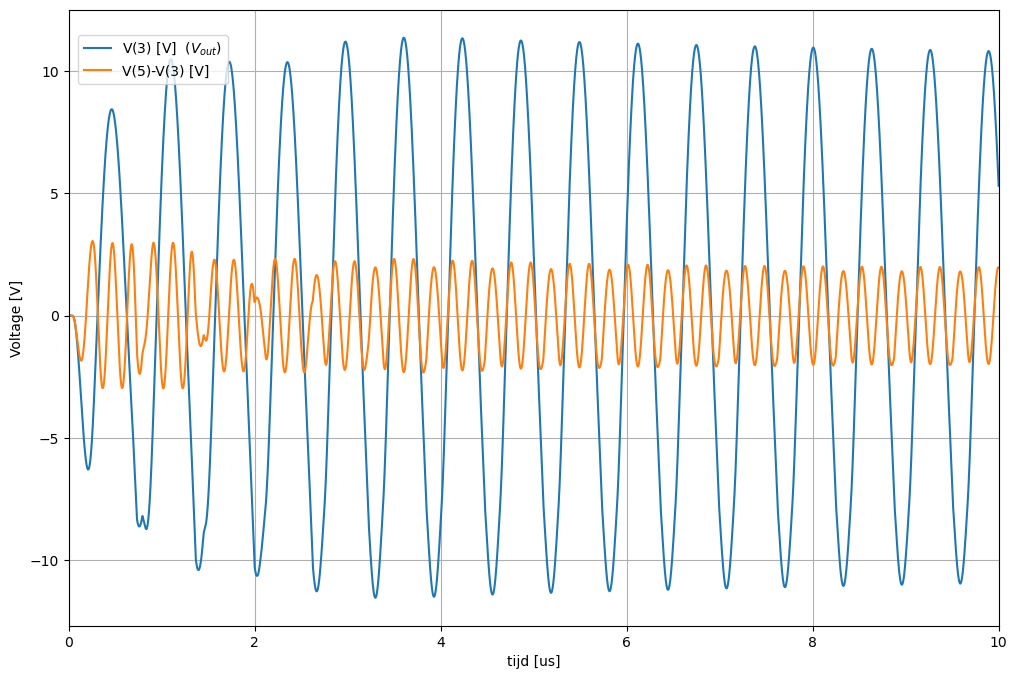 V(3) [V] (V_out)
V(5)-V(3) [V]
Voltage [V]
10
5
0
−5
−10
0 2 4 6 8 10
tijd [us]